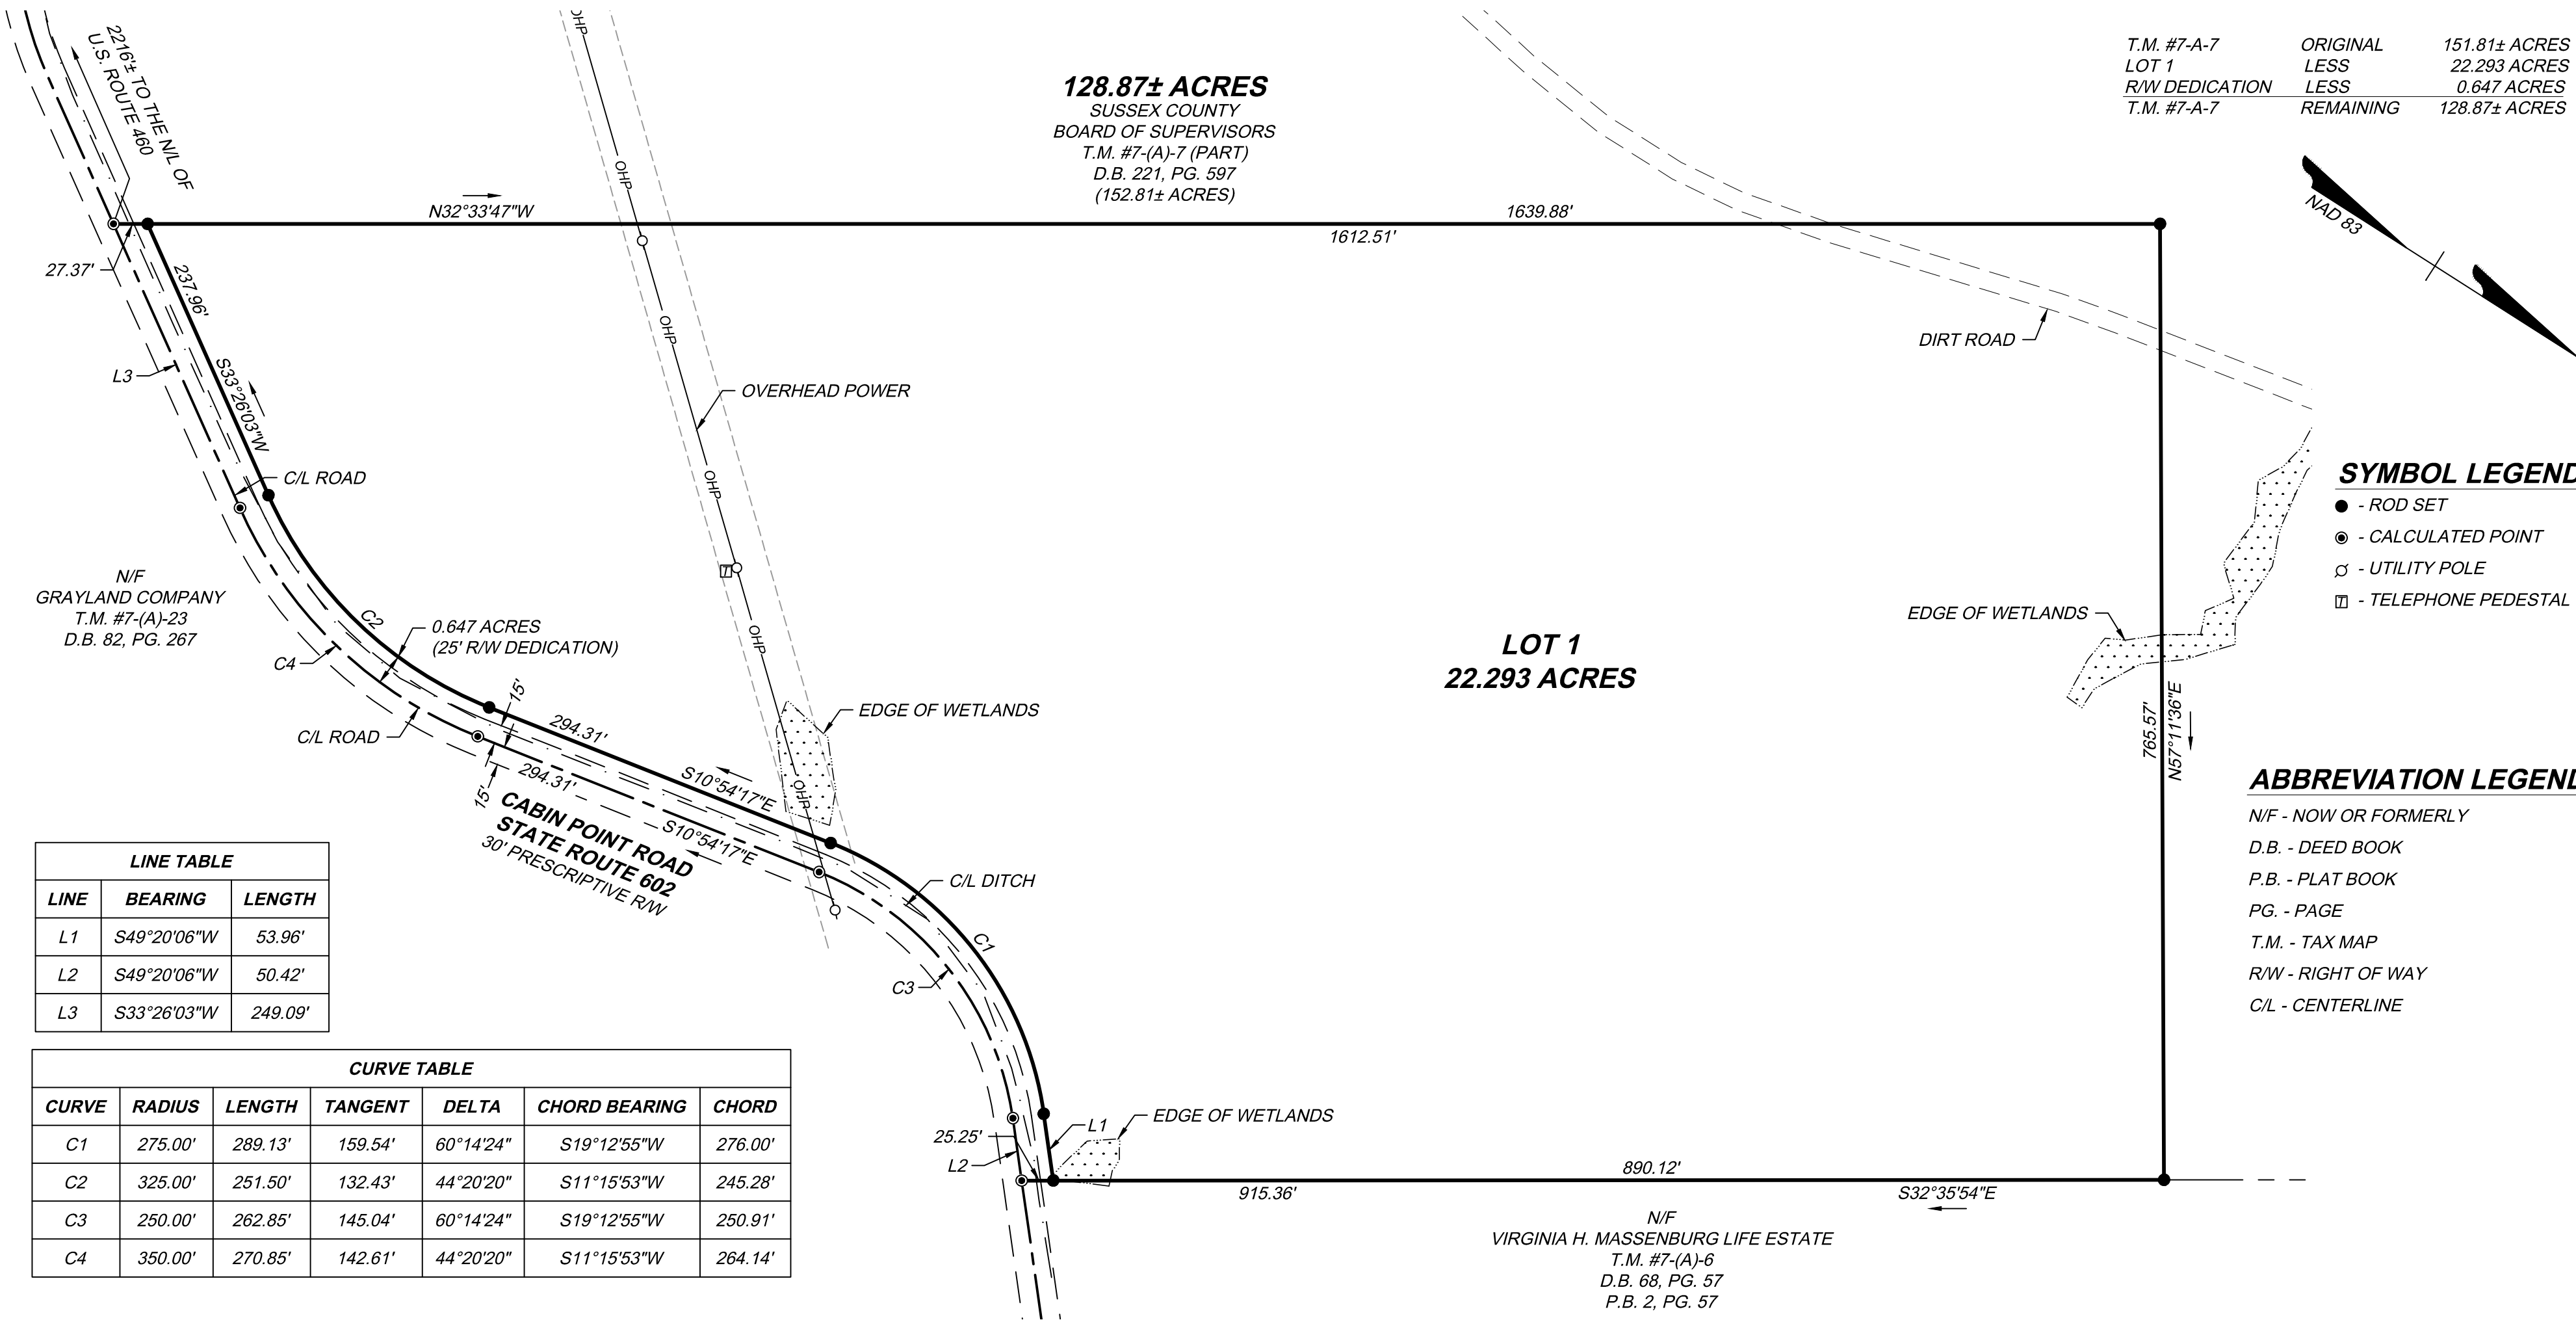 2216'± TO THE N/L OF
U.S. ROUTE 460
OHP
128.87± ACRES
SUSSEX COUNTY
BOARD OF SUPERVISORS
T.M. #7-(A)-7 (PART)
D.B. 221, PG. 597
(152.81± ACRES)
T.M. #7-A-7 ORIGINAL 151.81± ACRES
LOT 1 LESS 22.293 ACRES
R/W DEDICATION LESS 0.647 ACRES
T.M. #7-A-7 REMAINING 128.87± ACRES
NAD 83
OHP
N32°33'47"W
1639.88'
1612.51'
27.37'
237.96'
S33°26'03"W
L3
OHP
OVERHEAD POWER
DIRT ROAD
C/L ROAD
OHP
T
SYMBOL LEGEND
- ROD SET
- CALCULATED POINT
- UTILITY POLE
T - TELEPHONE PEDESTAL
N/F
GRAYLAND COMPANY
T.M. #7-(A)-23
D.B. 82, PG. 267
C2
0.647 ACRES
(25' R/W DEDICATION)
C4
C/L ROAD
OHP
LOT 1
22.293 ACRES
EDGE OF WETLANDS
EDGE OF WETLANDS
15'
294.31'
S10°54'17"E
15'
294.31'
S10°54'17"E
OHP
CABIN POINT ROAD
STATE ROUTE 602
30' PRESCRIPTIVE R/W
765.57'
N57°11'36"E
ABBREVIATION LEGEND
N/F - NOW OR FORMERLY
D.B. - DEED BOOK
P.B. - PLAT BOOK
PG. - PAGE
T.M. - TAX MAP
R/W - RIGHT OF WAY
C/L - CENTERLINE
C/L DITCH
C1
C3
LINE TABLE
LINE BEARING LENGTH
L1 S49°20'06"W 53.96'
L2 S49°20'06"W 50.42'
L3 S33°26'03"W 249.09'
CURVE TABLE
CURVE RADIUS LENGTH TANGENT DELTA CHORD BEARING CHORD
C1 275.00' 289.13' 159.54' 60°14'24" S19°12'55"W 276.00'
C2 325.00' 251.50' 132.43' 44°20'20" S11°15'53"W 245.28'
C3 250.00' 262.85' 145.04' 60°14'24" S19°12'55"W 250.91'
C4 350.00' 270.85' 142.61' 44°20'20" S11°15'53"W 264.14'
25.25'
L2
L1
EDGE OF WETLANDS
890.12'
915.36'
S32°35'54"E
N/F
VIRGINIA H. MASSENBURG LIFE ESTATE
T.M. #7-(A)-6
D.B. 68, PG. 57
P.B. 2, PG. 57